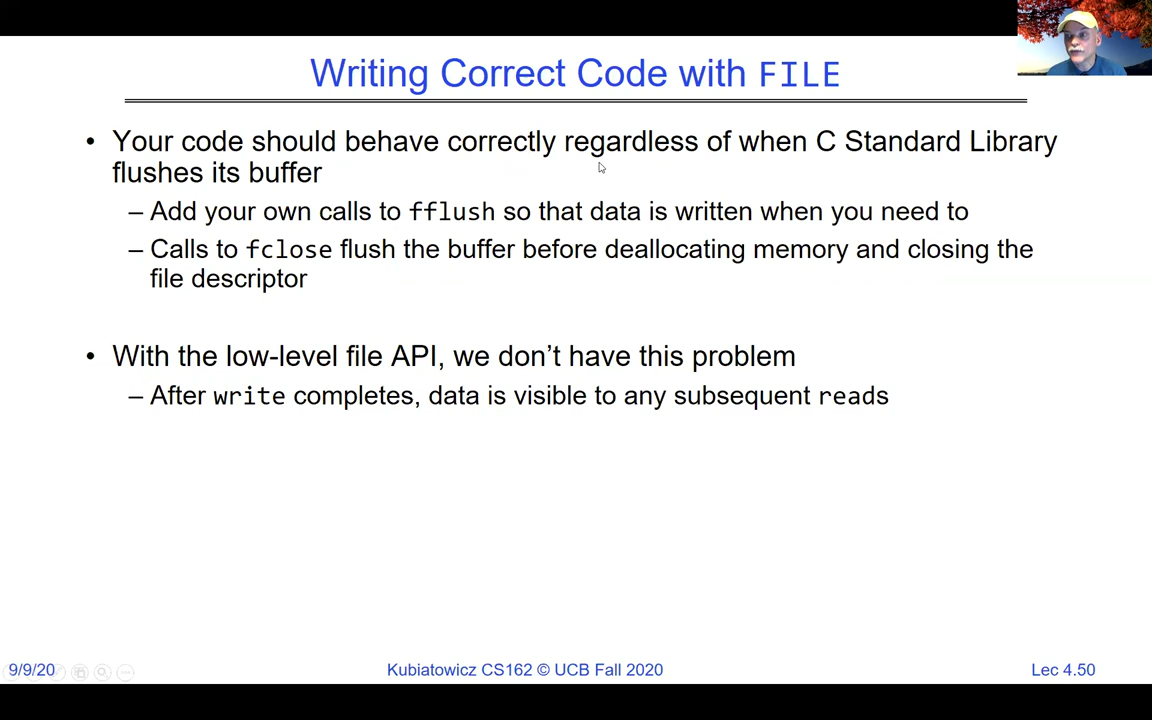 Writing Correct Code with FILE
• Your code should behave correctly regardless of when C Standard Library
flushes its buffer
– Add your own calls to fflush so that data is written when you need to
– Calls to fclose flush the buffer before deallocating memory and closing the
file descriptor
• With the low-level file API, we don't have this problem
– After write completes, data is visible to any subsequent reads
9/9/20
Kubiatowicz CS162 © UCB Fall 2020
Lec 4.50